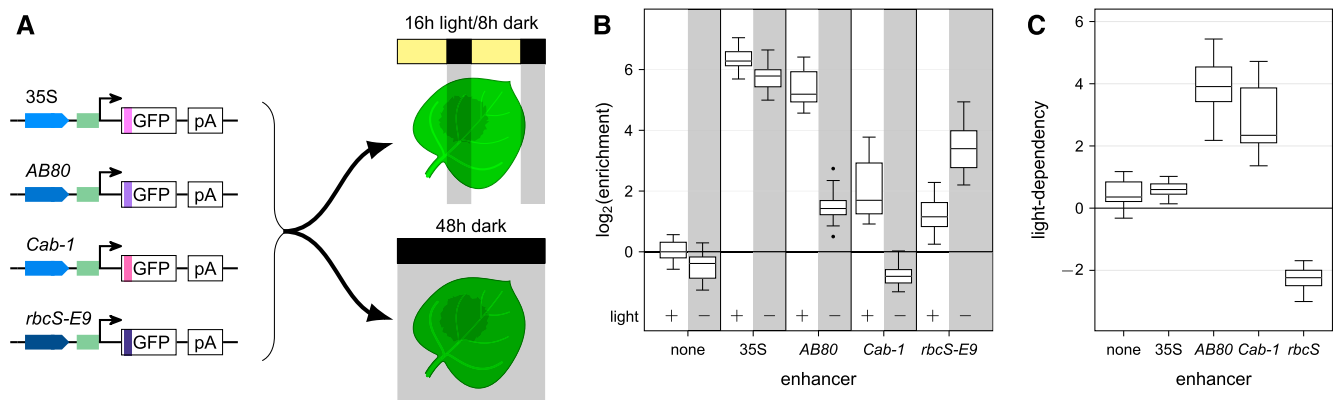 A
35S
GFP
pA
AB80
GFP
pA
Cab-1
GFP
pA
rbcS-E9
GFP
pA
16h light/8h dark
48h dark
B
log2(enrichment)
6
4
2
0
light + − + − + − + − + −
none 35S AB80 Cab-1 rbcS-E9
enhancer
C
light-dependency
6
4
2
0
−2
none 35S AB80 Cab-1 rbcS
enhancer